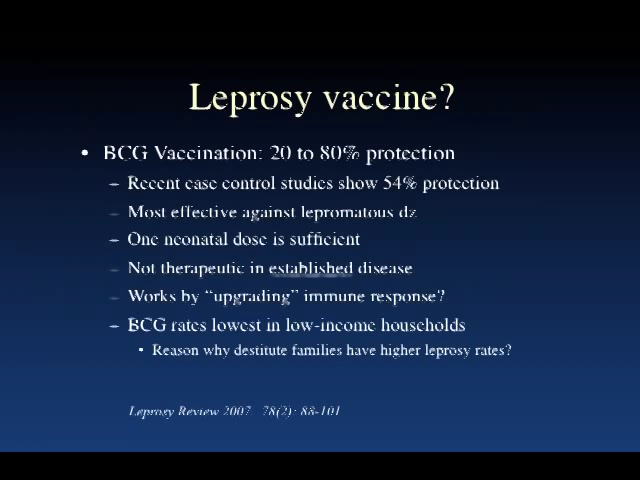 Leprosy vaccine?
• BCG Vaccination: 20 to 80% protection
– Recent case control studies show 54% protection
– Most effective against lepromatous dz
– One neonatal dose is sufficient
– Not therapeutic in established disease
– Works by “upgrading” immune response?
– BCG rates lowest in low-income households
• Reason why destitute families have higher leprosy rates?
Leprosy Review 2007 78(2): 88-101